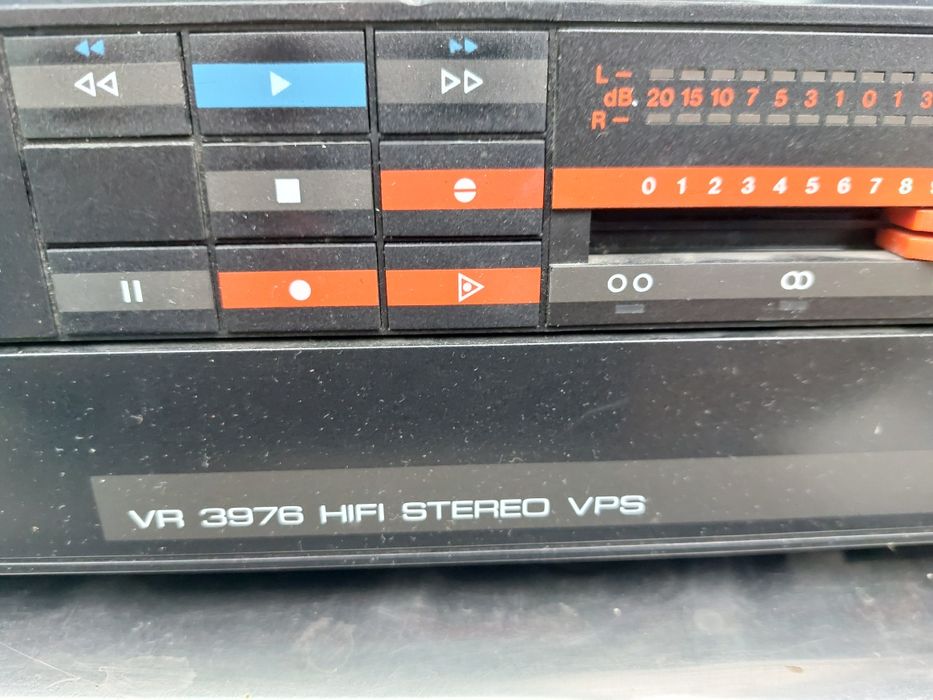 L
dB. 20 15 10 7 5 3 1 0 1 3
R
0 1 2 3 4 5 6 7 8
VR 3976 HIFI STEREO VPS